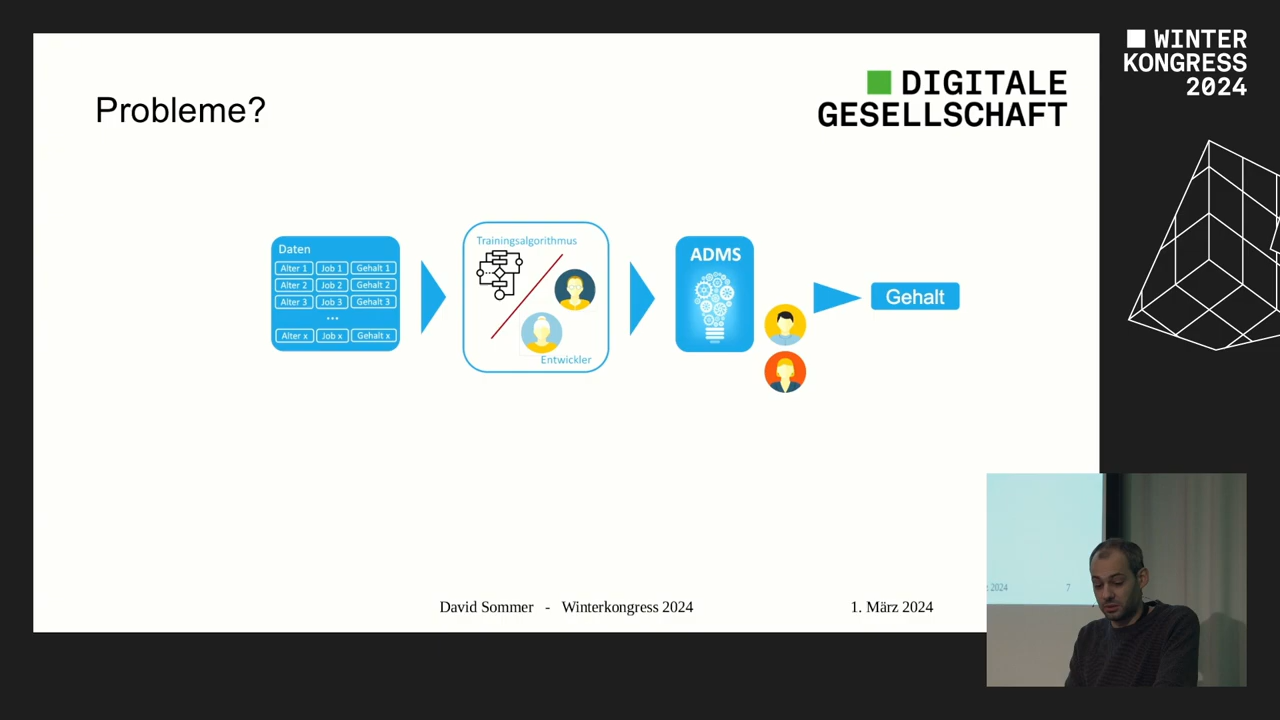 Probleme?
DIGITALE
GESELLSCHAFT
WINTER
KONGRESS
2024
Daten
Alter 1 Job 1 Gehalt 1
Alter 2 Job 2 Gehalt 2
Alter 3 Job 3 Gehalt 3
...
Alter x Job x Gehalt x
Trainingsalgorithmus
Entwickler
ADMS
Gehalt
David Sommer - Winterkongress 2024
1. März 2024
2024
7